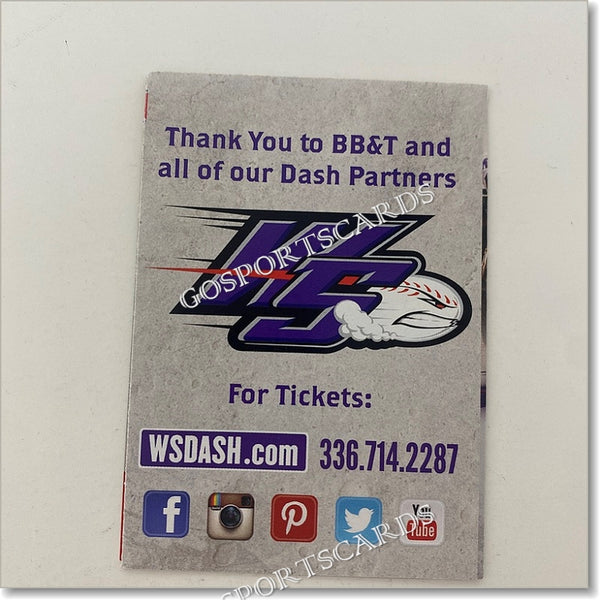 Thank You to BB&T and
all of our Dash Partners
WS
GOSPORTSCARDS
For Tickets:
WSDASH.com 336.714.2287
f
You
Tube
GOSPORTSCARDS